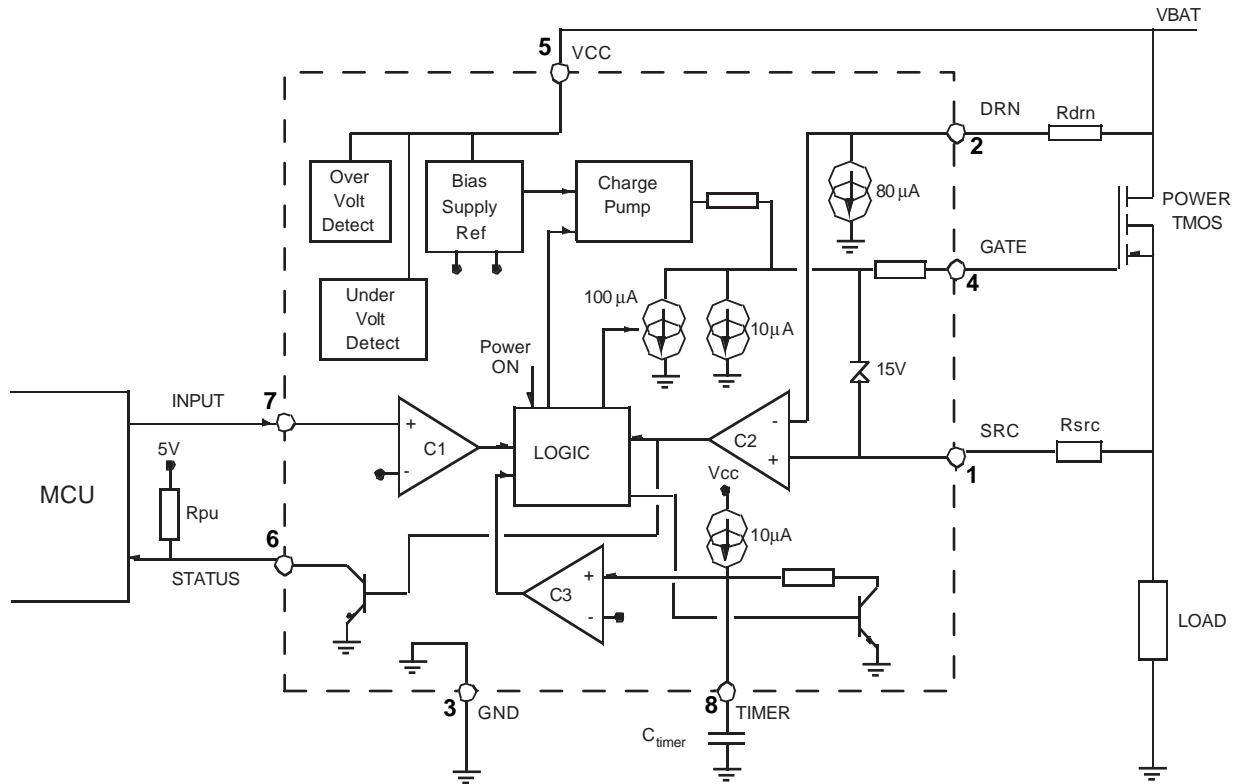 VBAT
5
VCC
DRN
Rdrn
2
Over
Volt
Detect
Bias
Supply
Ref
Charge
Pump
80 µA
POWER
TMOS
GATE
4
Under
Volt
Detect
100 µA
10µA
Power
ON
15V
INPUT
7
+
C1
-
LOGIC
-
C2
+
SRC
Rsrc
1
5V
MCU
Rpu
Vcc
10µA
6
STATUS
+
C3
-
LOAD
3
GND
8
TIMER
Ctimer